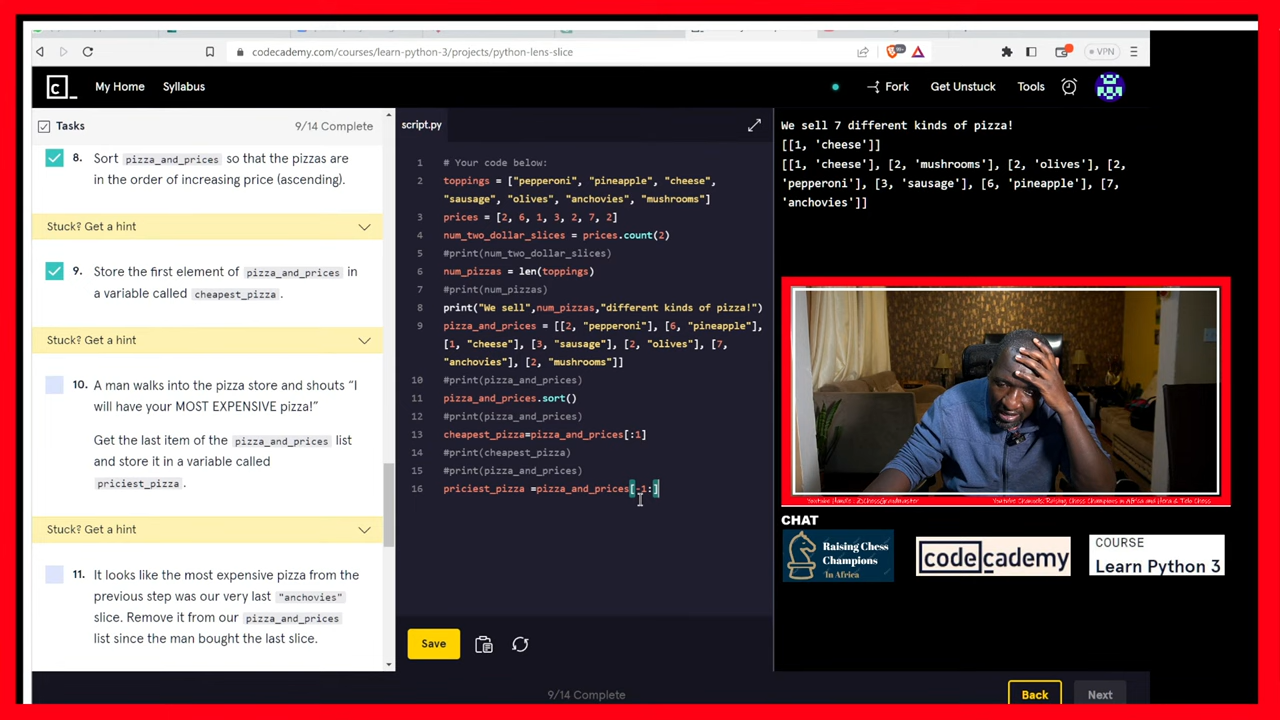 codecademy.com/courses/learn-python-3/projects/python-lens-slice
99+
VPN
c_
My Home
Syllabus
Fork
Get Unstuck
Tools
Tasks
9/14 Complete
8. Sort pizza_and_prices so that the pizzas are
in the order of increasing price (ascending).
Stuck? Get a hint
9. Store the first element of pizza_and_prices in
a variable called cheapest_pizza.
Stuck? Get a hint
10. A man walks into the pizza store and shouts “I
will have your MOST EXPENSIVE pizza!”
Get the last item of the pizza_and_prices list
and store it in a variable called
priciest_pizza.
Stuck? Get a hint
11. It looks like the most expensive pizza from the
previous step was our very last "anchovies"
slice. Remove it from our pizza_and_prices
list since the man bought the last slice.
script.py
1 # Your code below:
2 toppings = ["pepperoni", "pineapple", "cheese",
"sausage", "olives", "anchovies", "mushrooms"]
3 prices = [2, 6, 1, 3, 2, 7, 2]
4 num_two_dollar_slices = prices.count(2)
5 #print(num_two_dollar_slices)
6 num_pizzas = len(toppings)
7 #print(num_pizzas)
8 print("We sell",num_pizzas,"different kinds of pizza!")
9 pizza_and_prices = [[2, "pepperoni"], [6, "pineapple"],
[1, "cheese"], [3, "sausage"], [2, "olives"], [7,
"anchovies"], [2, "mushrooms"]]
10 #print(pizza_and_prices)
11 pizza_and_prices.sort()
12 #print(pizza_and_prices)
13 cheapest_pizza=pizza_and_prices[:1]
14 #print(cheapest_pizza)
15 #print(pizza_and_prices)
16 priciest_pizza =pizza_and_prices[-1:]
Save
We sell 7 different kinds of pizza!
[[1, 'cheese']]
[[1, 'cheese'], [2, 'mushrooms'], [2, 'olives'], [2,
'pepperoni'], [3, 'sausage'], [6, 'pineapple'], [7,
'anchovies']]
CHAT
Raising Chess
Champions
In Africa
codecademy
COURSE
Learn Python 3
9/14 Complete
Back
Next